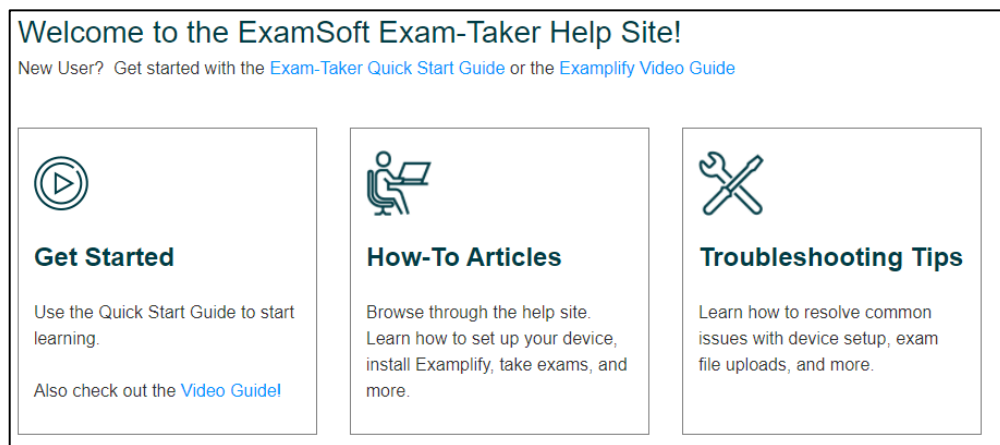 Welcome to the ExamSoft Exam-Taker Help Site!
New User?  Get started with the Exam-Taker Quick Start Guide or the Examplify Video Guide
Get Started
Use the Quick Start Guide to start
learning.
Also check out the Video Guide!
How-To Articles
Browse through the help site.
Learn how to set up your device,
install Examplify, take exams, and
more.
Troubleshooting Tips
Learn how to resolve common
issues with device setup, exam
file uploads, and more.